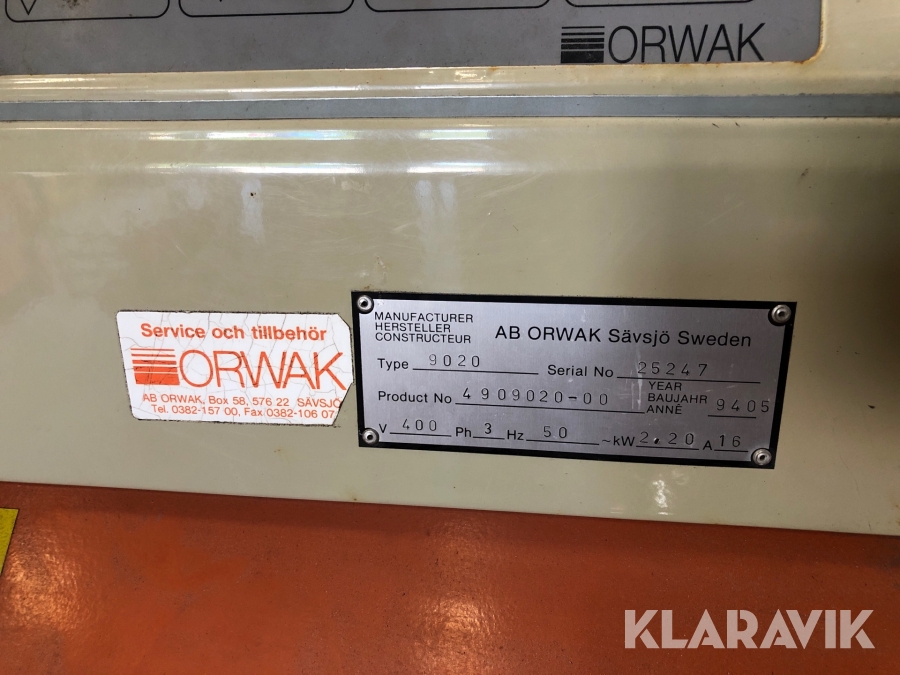 ORWAK
Service och tillbehör
ORWAK
AB ORWAK, Box 58, 576 22 SÄVSJÖ
Tel. 0382-157 00, Fax 0382-106 07
MANUFACTURER
HERSTELLER
CONSTRUCTEUR
AB ORWAK Sävsjö Sweden
Type 9020 Serial No 25247
Product No 4909020-00 YEAR BAUJAHR ANNÊ 9405
V 400 Ph 3 Hz 50 ~kW 2.20 A 16
KLARAVIK